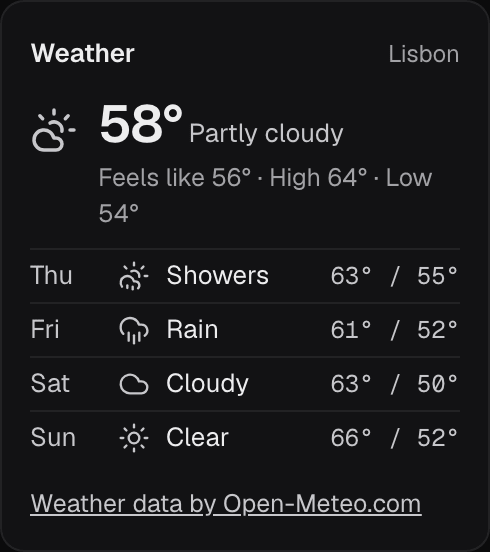 Weather Lisbon
58° Partly cloudy
Feels like 56° · High 64° · Low
54°
Thu Showers 63° / 55°
Fri Rain 61° / 52°
Sat Cloudy 63° / 50°
Sun Clear 66° / 52°
Weather data by Open-Meteo.com